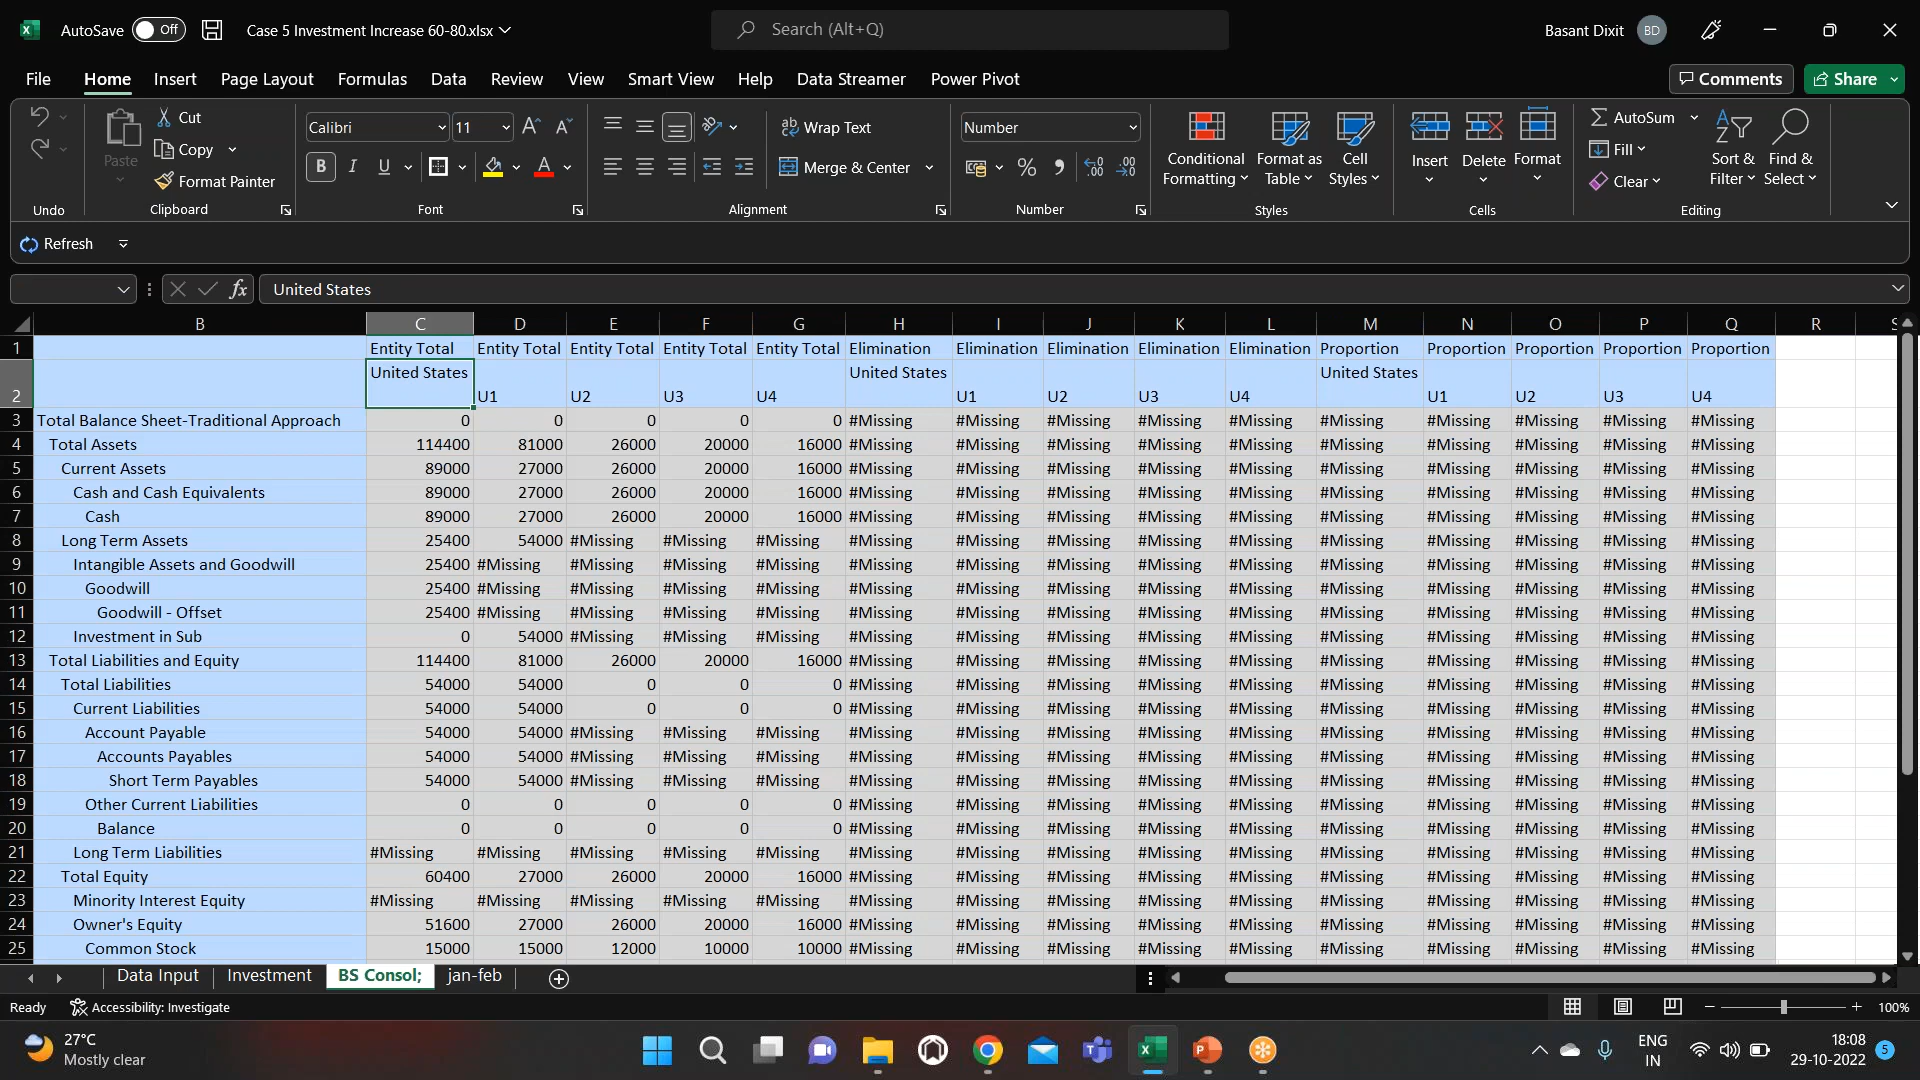 AutoSave Off Case 5 Investment Increase 60-80.xlsx Search (Alt+Q) Basant Dixit BD
File Home Insert Page Layout Formulas Data Review View Smart View Help Data Streamer Power Pivot Comments Share
Paste Cut Copy Format Painter Calibri 11 Wrap Text Merge & Center Number Conditional Formatting Format as Table Cell Styles Insert Delete Format AutoSum Fill Clear Sort & Filter Find & Select
Undo Clipboard Font Alignment Number Styles Cells Editing
Refresh
fx United States
B C D E F G H I J K L M N O P Q R S
1 Entity Total Entity Total Entity Total Entity Total Entity Total Elimination Elimination Elimination Elimination Elimination Proportion Proportion Proportion Proportion Proportion
2 United States U1 U2 U3 U4 United States U1 U2 U3 U4 United States U1 U2 U3 U4
3 Total Balance Sheet-Traditional Approach 0 0 0 0 0 #Missing #Missing #Missing #Missing #Missing #Missing #Missing #Missing #Missing #Missing
4 Total Assets 114400 81000 26000 20000 16000 #Missing #Missing #Missing #Missing #Missing #Missing #Missing #Missing #Missing #Missing
5 Current Assets 89000 27000 26000 20000 16000 #Missing #Missing #Missing #Missing #Missing #Missing #Missing #Missing #Missing #Missing
6 Cash and Cash Equivalents 89000 27000 26000 20000 16000 #Missing #Missing #Missing #Missing #Missing #Missing #Missing #Missing #Missing #Missing
7 Cash 89000 27000 26000 20000 16000 #Missing #Missing #Missing #Missing #Missing #Missing #Missing #Missing #Missing #Missing
8 Long Term Assets 25400 54000 #Missing #Missing #Missing #Missing #Missing #Missing #Missing #Missing #Missing #Missing #Missing #Missing #Missing
9 Intangible Assets and Goodwill 25400 #Missing #Missing #Missing #Missing #Missing #Missing #Missing #Missing #Missing #Missing #Missing #Missing #Missing #Missing
10 Goodwill 25400 #Missing #Missing #Missing #Missing #Missing #Missing #Missing #Missing #Missing #Missing #Missing #Missing #Missing #Missing
11 Goodwill - Offset 25400 #Missing #Missing #Missing #Missing #Missing #Missing #Missing #Missing #Missing #Missing #Missing #Missing #Missing #Missing
12 Investment in Sub 0 54000 #Missing #Missing #Missing #Missing #Missing #Missing #Missing #Missing #Missing #Missing #Missing #Missing #Missing
13 Total Liabilities and Equity 114400 81000 26000 20000 16000 #Missing #Missing #Missing #Missing #Missing #Missing #Missing #Missing #Missing #Missing
14 Total Liabilities 54000 54000 0 0 0 #Missing #Missing #Missing #Missing #Missing #Missing #Missing #Missing #Missing #Missing
15 Current Liabilities 54000 54000 0 0 0 #Missing #Missing #Missing #Missing #Missing #Missing #Missing #Missing #Missing #Missing
16 Account Payable 54000 54000 #Missing #Missing #Missing #Missing #Missing #Missing #Missing #Missing #Missing #Missing #Missing #Missing #Missing
17 Accounts Payables 54000 54000 #Missing #Missing #Missing #Missing #Missing #Missing #Missing #Missing #Missing #Missing #Missing #Missing #Missing
18 Short Term Payables 54000 54000 #Missing #Missing #Missing #Missing #Missing #Missing #Missing #Missing #Missing #Missing #Missing #Missing #Missing
19 Other Current Liabilities 0 0 0 0 0 #Missing #Missing #Missing #Missing #Missing #Missing #Missing #Missing #Missing #Missing
20 Balance 0 0 0 0 0 #Missing #Missing #Missing #Missing #Missing #Missing #Missing #Missing #Missing #Missing
21 Long Term Liabilities #Missing #Missing #Missing #Missing #Missing #Missing #Missing #Missing #Missing #Missing #Missing #Missing #Missing #Missing #Missing
22 Total Equity 60400 27000 26000 20000 16000 #Missing #Missing #Missing #Missing #Missing #Missing #Missing #Missing #Missing #Missing
23 Minority Interest Equity #Missing #Missing #Missing #Missing #Missing #Missing #Missing #Missing #Missing #Missing #Missing #Missing #Missing #Missing #Missing
24 Owner's Equity 51600 27000 26000 20000 16000 #Missing #Missing #Missing #Missing #Missing #Missing #Missing #Missing #Missing #Missing
25 Common Stock 15000 15000 12000 10000 10000 #Missing #Missing #Missing #Missing #Missing #Missing #Missing #Missing #Missing #Missing
Data Input Investment BS Consol; jan-feb
Ready Accessibility: Investigate 100%
27°C
Mostly clear
ENG
IN
18:08
29-10-2022
5